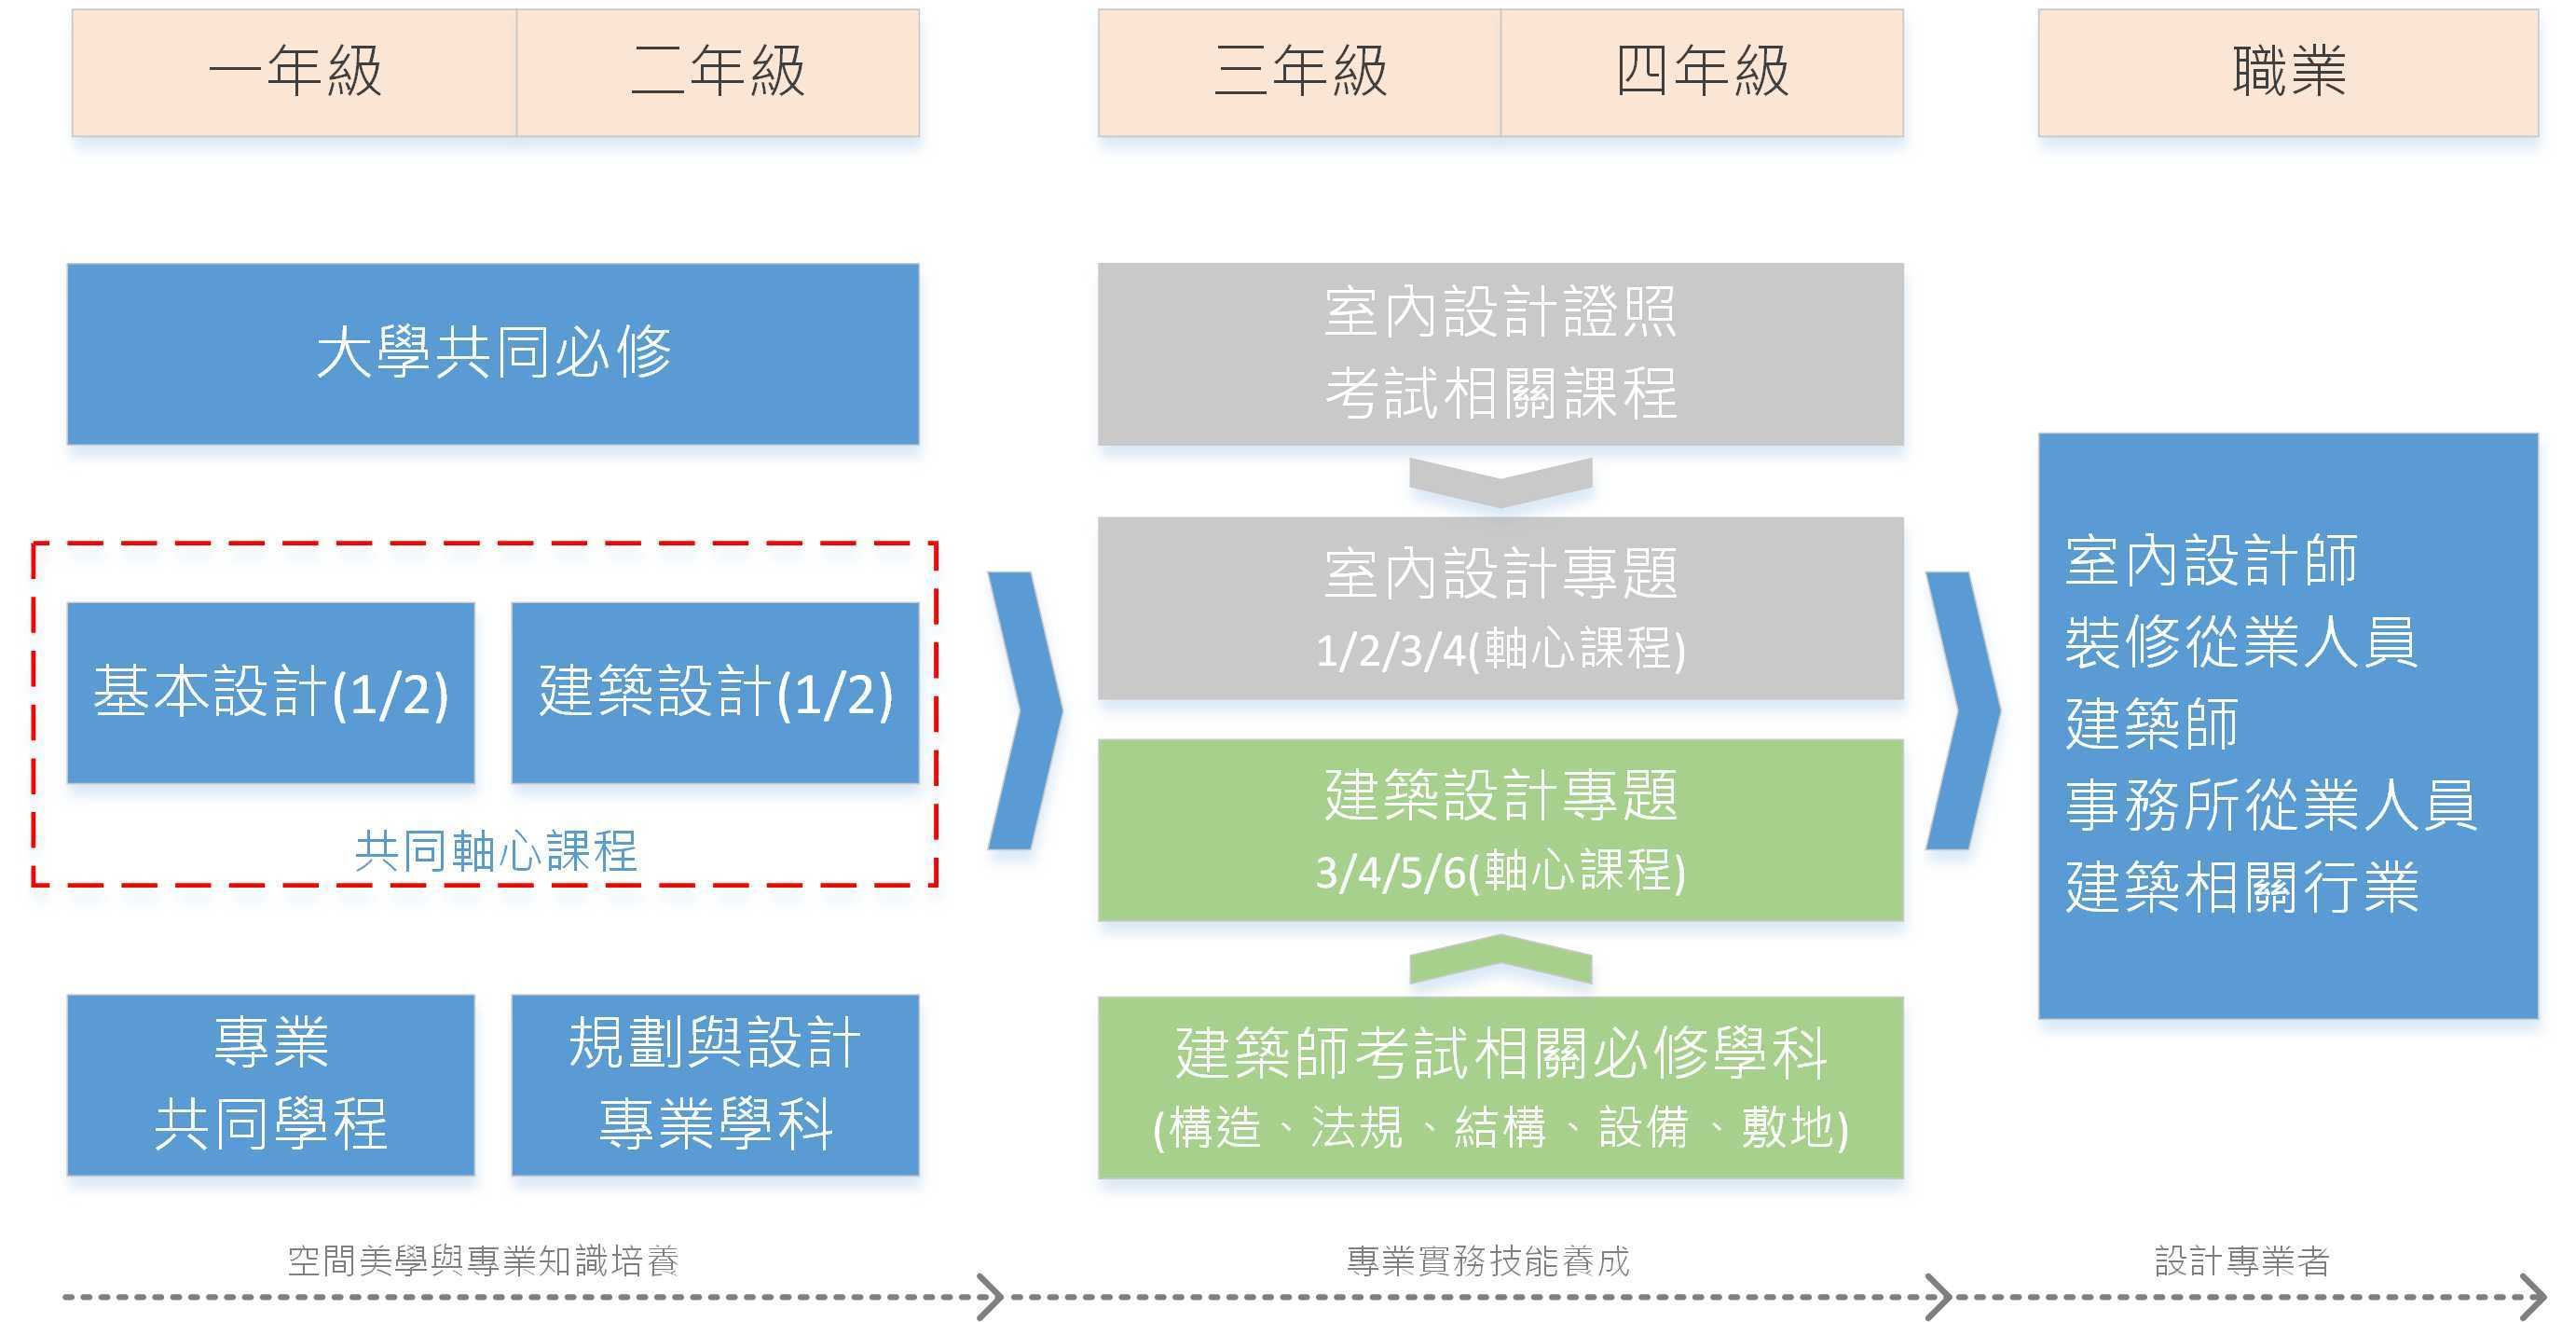 一年級
二年級
三年級
四年級
職業
大學共同必修
基本設計(1/2)
建築設計(1/2)
共同軸心課程
專業
共同學程
規劃與設計
專業學科
室內設計證照
考試相關課程
室內設計專題
1/2/3/4(軸心課程)
建築設計專題
3/4/5/6(軸心課程)
建築師考試相關必修學科
(構造、法規、結構、設備、敷地)
室內設計師
裝修從業人員
建築師
事務所從業人員
建築相關行業
空間美學與專業知識培養
專業實務技能養成
設計專業者